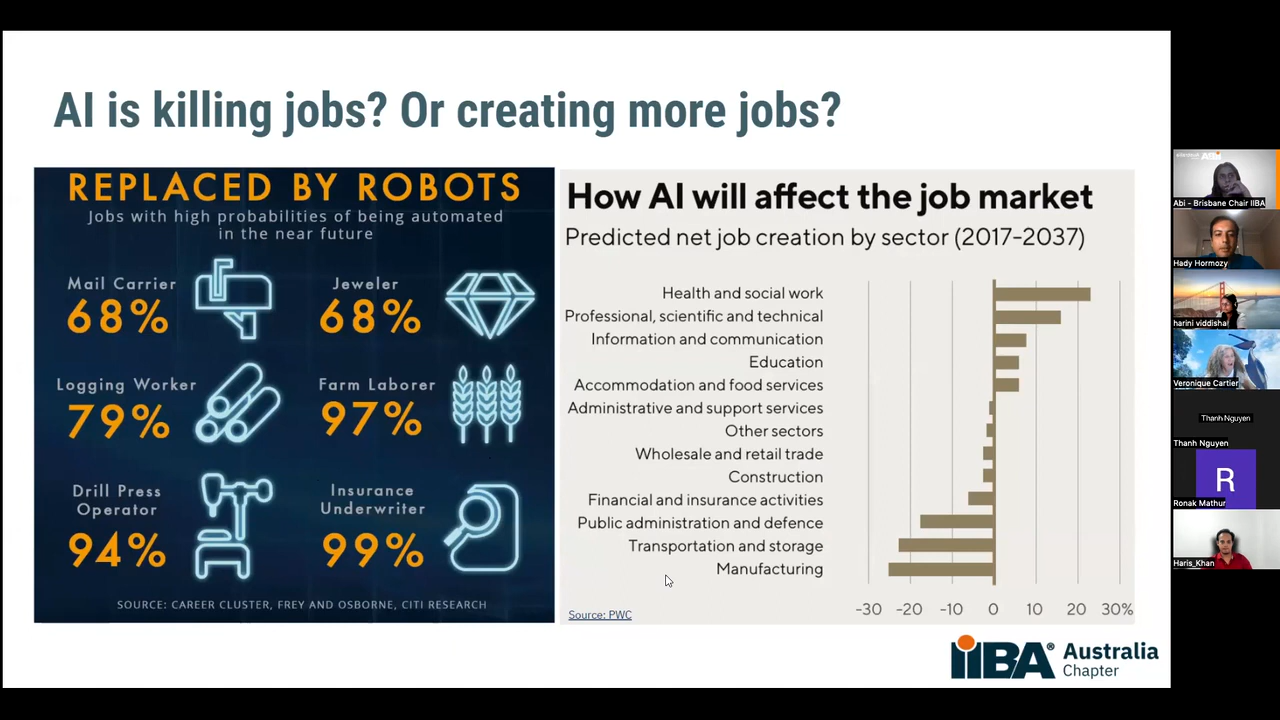 AI is killing jobs? Or creating more jobs?
REPLACED BY ROBOTS
Jobs with high probabilities of being automated
in the near future
Mail Carrier
68%
Jeweler
68%
Logging Worker
79%
Farm Laborer
97%
Drill Press
Operator
94%
Insurance
Underwriter
99%
SOURCE: CAREER CLUSTER, FREY AND OSBORNE, CITI RESEARCH
How AI will affect the job market
Predicted net job creation by sector (2017-2037)
Health and social work
Professional, scientific and technical
Information and communication
Education
Accommodation and food services
Administrative and support services
Other sectors
Wholesale and retail trade
Construction
Financial and insurance activities
Public administration and defence
Transportation and storage
Manufacturing
-30 -20 -10 0 10 20 30%
Source: PWC
iiBA® Australia
Chapter
Abi - Brisbane Chair IIBA
Hady Hormozy
harini viddisha
Veronique Cartier
Thanh Nguyen
Thanh Nguyen
R
Ronak Mathur
Haris_Khan